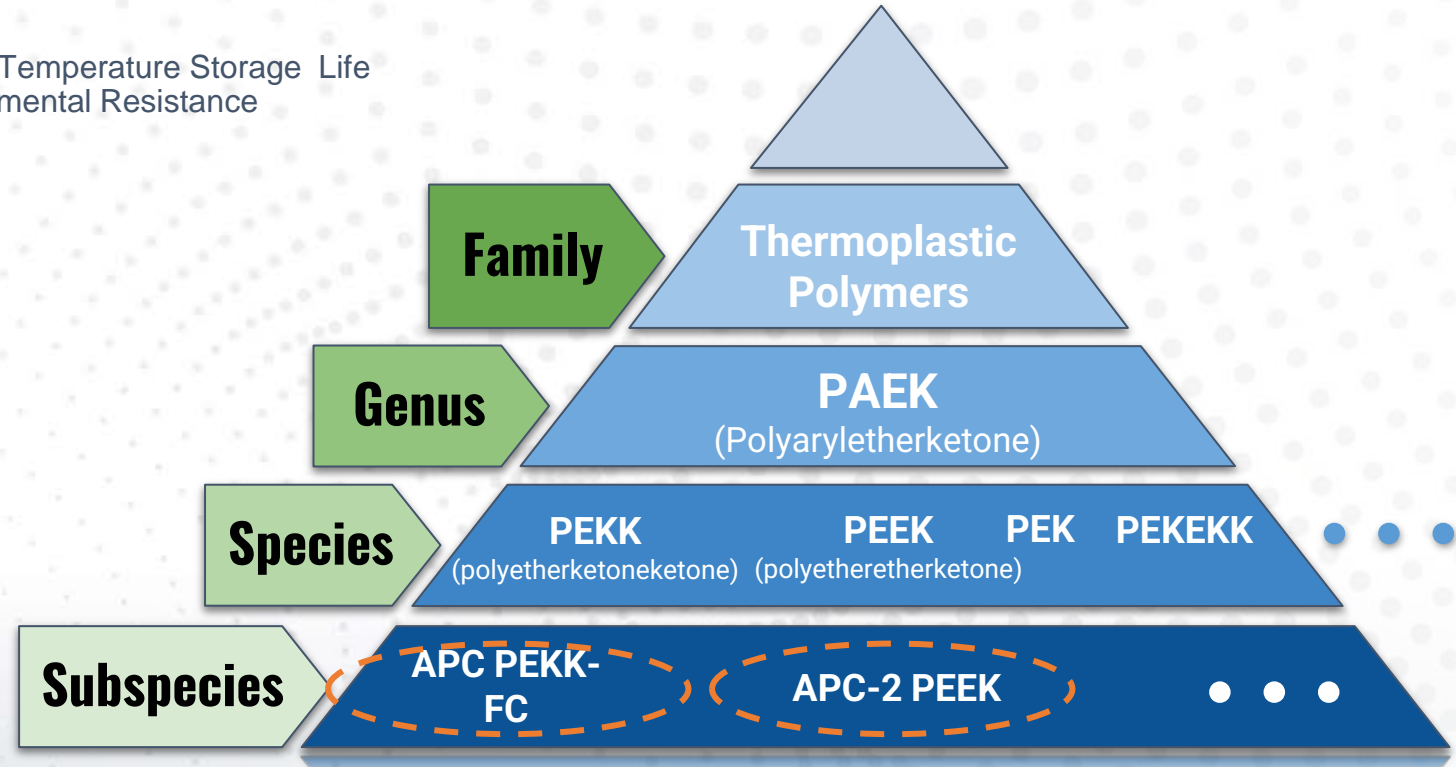 Temperature Storage Life
mental Resistance
Family
Thermoplastic
Polymers
Genus
PAEK
(Polyaryletherketone)
Species
PEKK PEEK PEK PEKEKK
(polyetherketoneketone) (polyetheretherketone)
Subspecies
APC PEKK-
FC
APC-2 PEEK